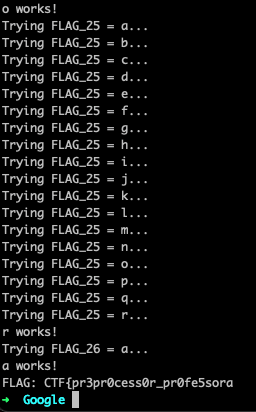 o works!
Trying FLAG_25 = a...
Trying FLAG_25 = b...
Trying FLAG_25 = c...
Trying FLAG_25 = d...
Trying FLAG_25 = e...
Trying FLAG_25 = f...
Trying FLAG_25 = g...
Trying FLAG_25 = h...
Trying FLAG_25 = i...
Trying FLAG_25 = j...
Trying FLAG_25 = k...
Trying FLAG_25 = l...
Trying FLAG_25 = m...
Trying FLAG_25 = n...
Trying FLAG_25 = o...
Trying FLAG_25 = p...
Trying FLAG_25 = q...
Trying FLAG_25 = r...
r works!
Trying FLAG_26 = a...
a works!
FLAG: CTF{pr3pr0cess0r_pr0fe5sora
➜ Google